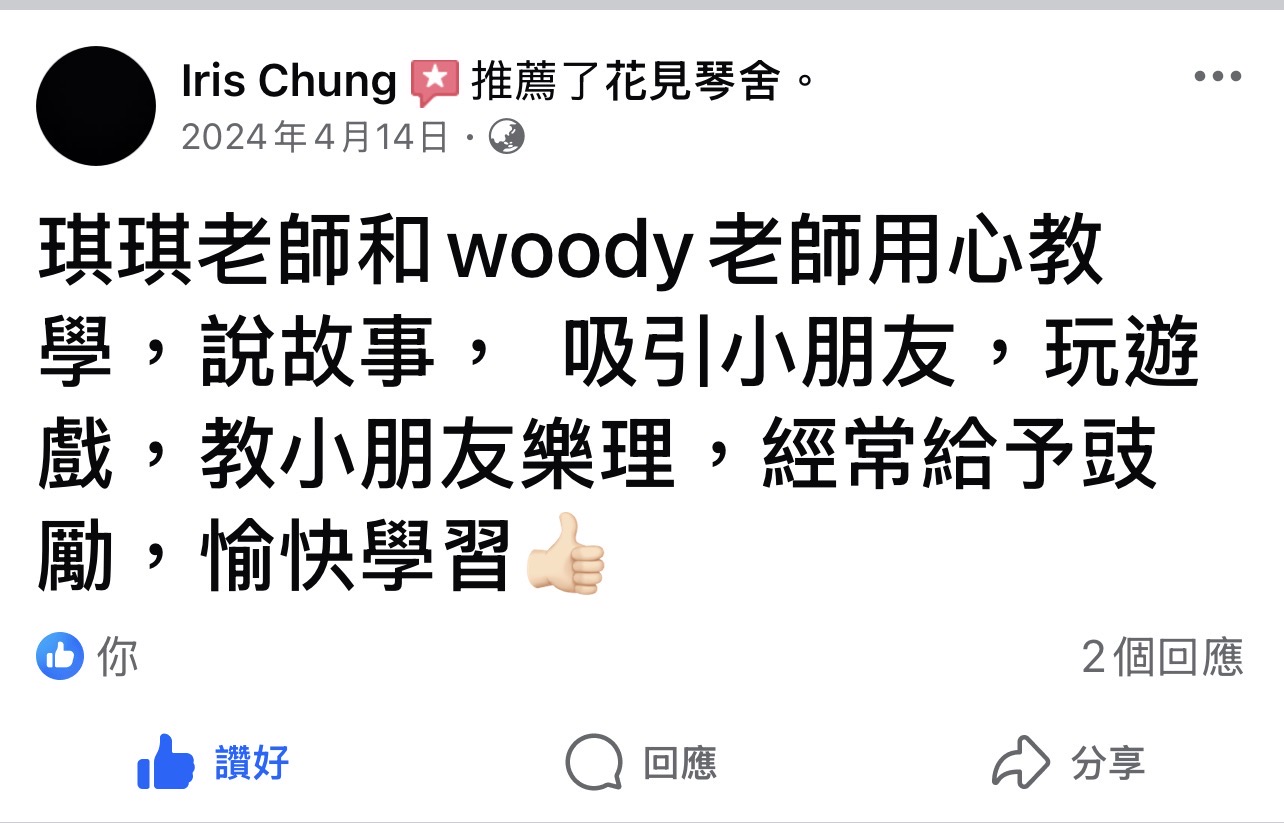 Iris Chung 推薦了花見琴舍。
2024年4月14日 ·
琪琪老師和woody老師用心教
學，說故事， 吸引小朋友，玩遊
戲，教小朋友樂理，經常給予豉
勵，愉快學習👍🏻
你
2個回應
讚好
回應
分享